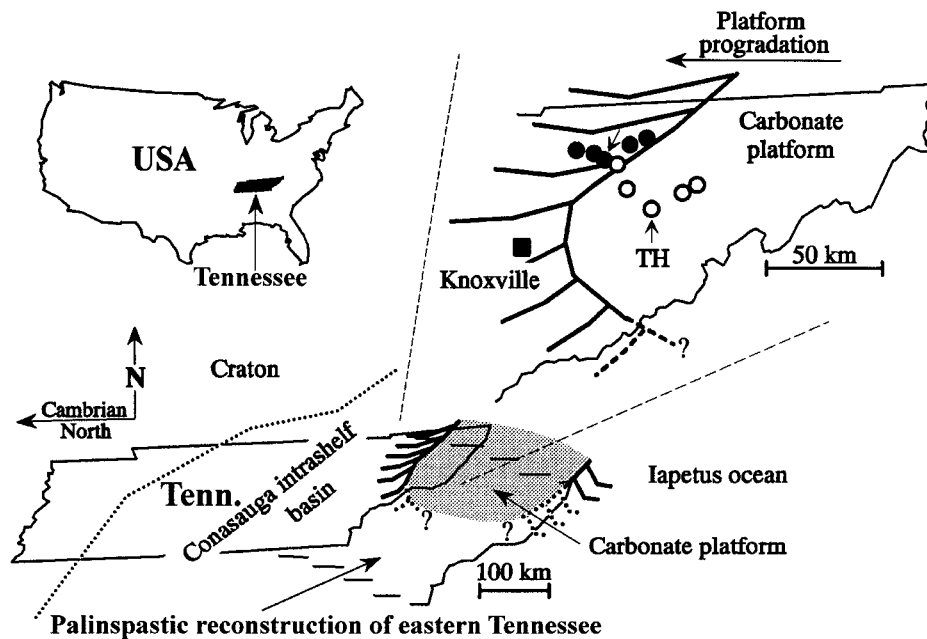 Platform
progradation
USA
Carbonate
platform
Tennessee
TH
50 km
Knoxville
?
N
Craton
Cambrian
North
Iapetus ocean
Tenn.
Conasauga intrashelf
basin
?
?
Carbonate platform
100 km
Palinspastic reconstruction of eastern Tennessee